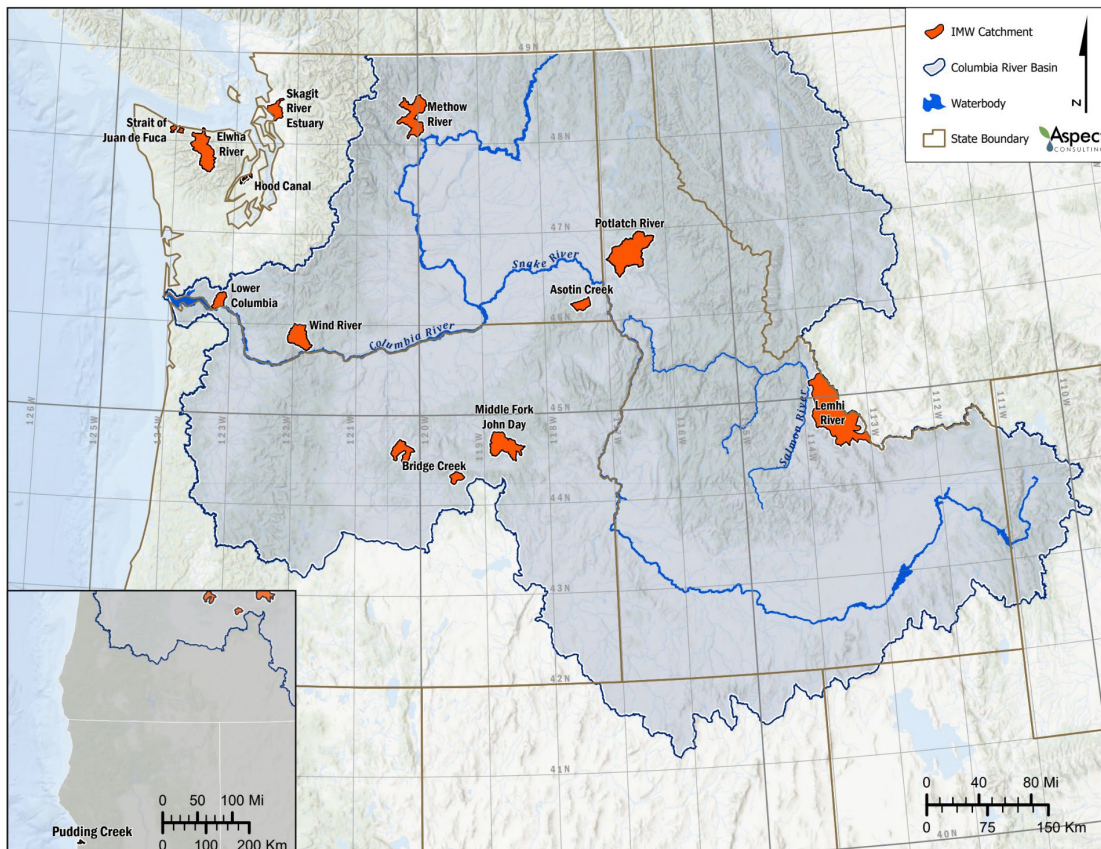 IMW Catchment
Columbia River Basin
Waterbody
State Boundary
N
Aspect
CONSULTING
49N
Strait of
Juan de Fuca
Elwha
River
Skagit
River
Estuary
Hood Canal
Methow
River
48N
47N
Potlatch River
Snake River
Asotin Creek
Lower
Columbia
Wind River
Columbia River
46N
Lemhi
River
Salmon River
Middle Fork
John Day
Bridge Creek
45N
44N
43N
42N
41N
40N
126W
125W
124W
123W
122W
121W
120W
119W
118W
114W
113W
112W
111W
110W
0 40 80 Mi
0 75 150 Km
0 50 100 Mi
0 100 200 Km
Pudding Creek